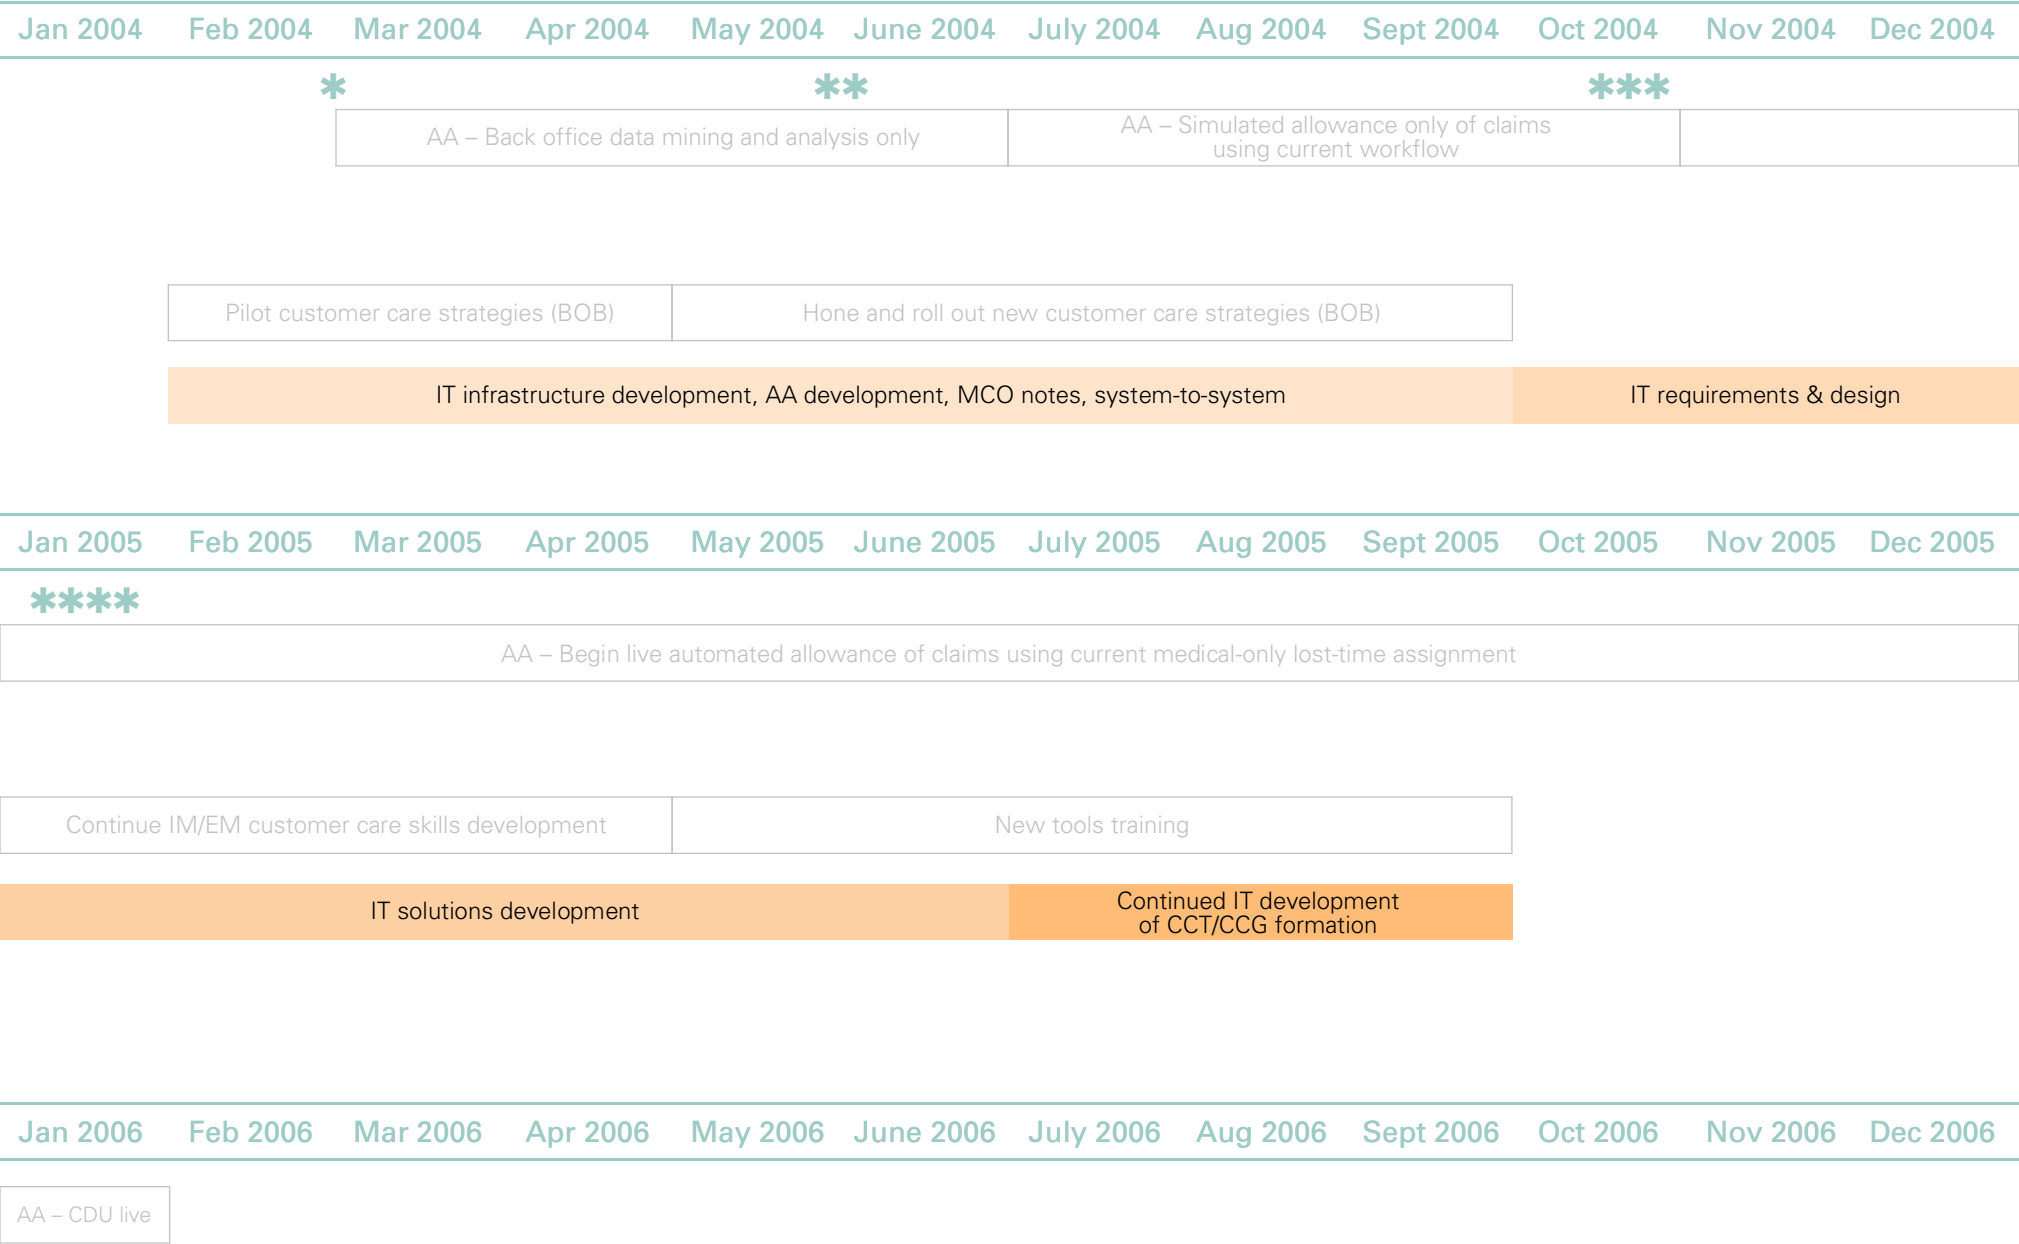 Jan 2004 Feb 2004 Mar 2004 Apr 2004 May 2004 June 2004 July 2004 Aug 2004 Sept 2004 Oct 2004 Nov 2004 Dec 2004
* ** ***
AA – Back office data mining and analysis only
AA – Simulated allowance only of claims
using current workflow
Pilot customer care strategies (BOB)
Hone and roll out new customer care strategies (BOB)
IT infrastructure development, AA development, MCO notes, system-to-system
IT requirements & design
Jan 2005 Feb 2005 Mar 2005 Apr 2005 May 2005 June 2005 July 2005 Aug 2005 Sept 2005 Oct 2005 Nov 2005 Dec 2005
****
AA – Begin live automated allowance of claims using current medical-only lost-time assignment
Continue IM/EM customer care skills development
New tools training
IT solutions development
Continued IT development
of CCT/CCG formation
Jan 2006 Feb 2006 Mar 2006 Apr 2006 May 2006 June 2006 July 2006 Aug 2006 Sept 2006 Oct 2006 Nov 2006 Dec 2006
AA – CDU live